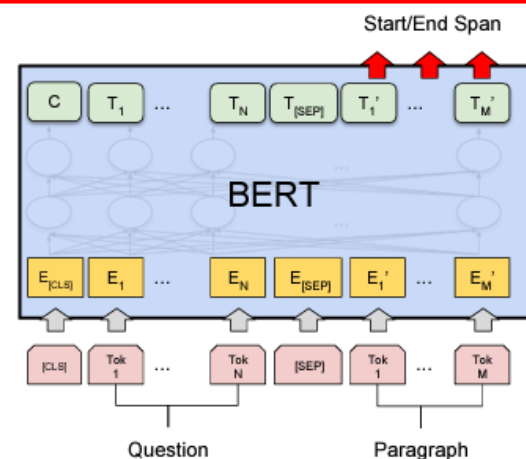 Start/End Span
C T1 ... TN T[SEP] T1' ... TM'
...
BERT
...
E[CLS] E1 ... EN E[SEP] E1' ... EM'
[CLS] Tok 1 ... Tok N [SEP] Tok 1 ... Tok M
Question Paragraph